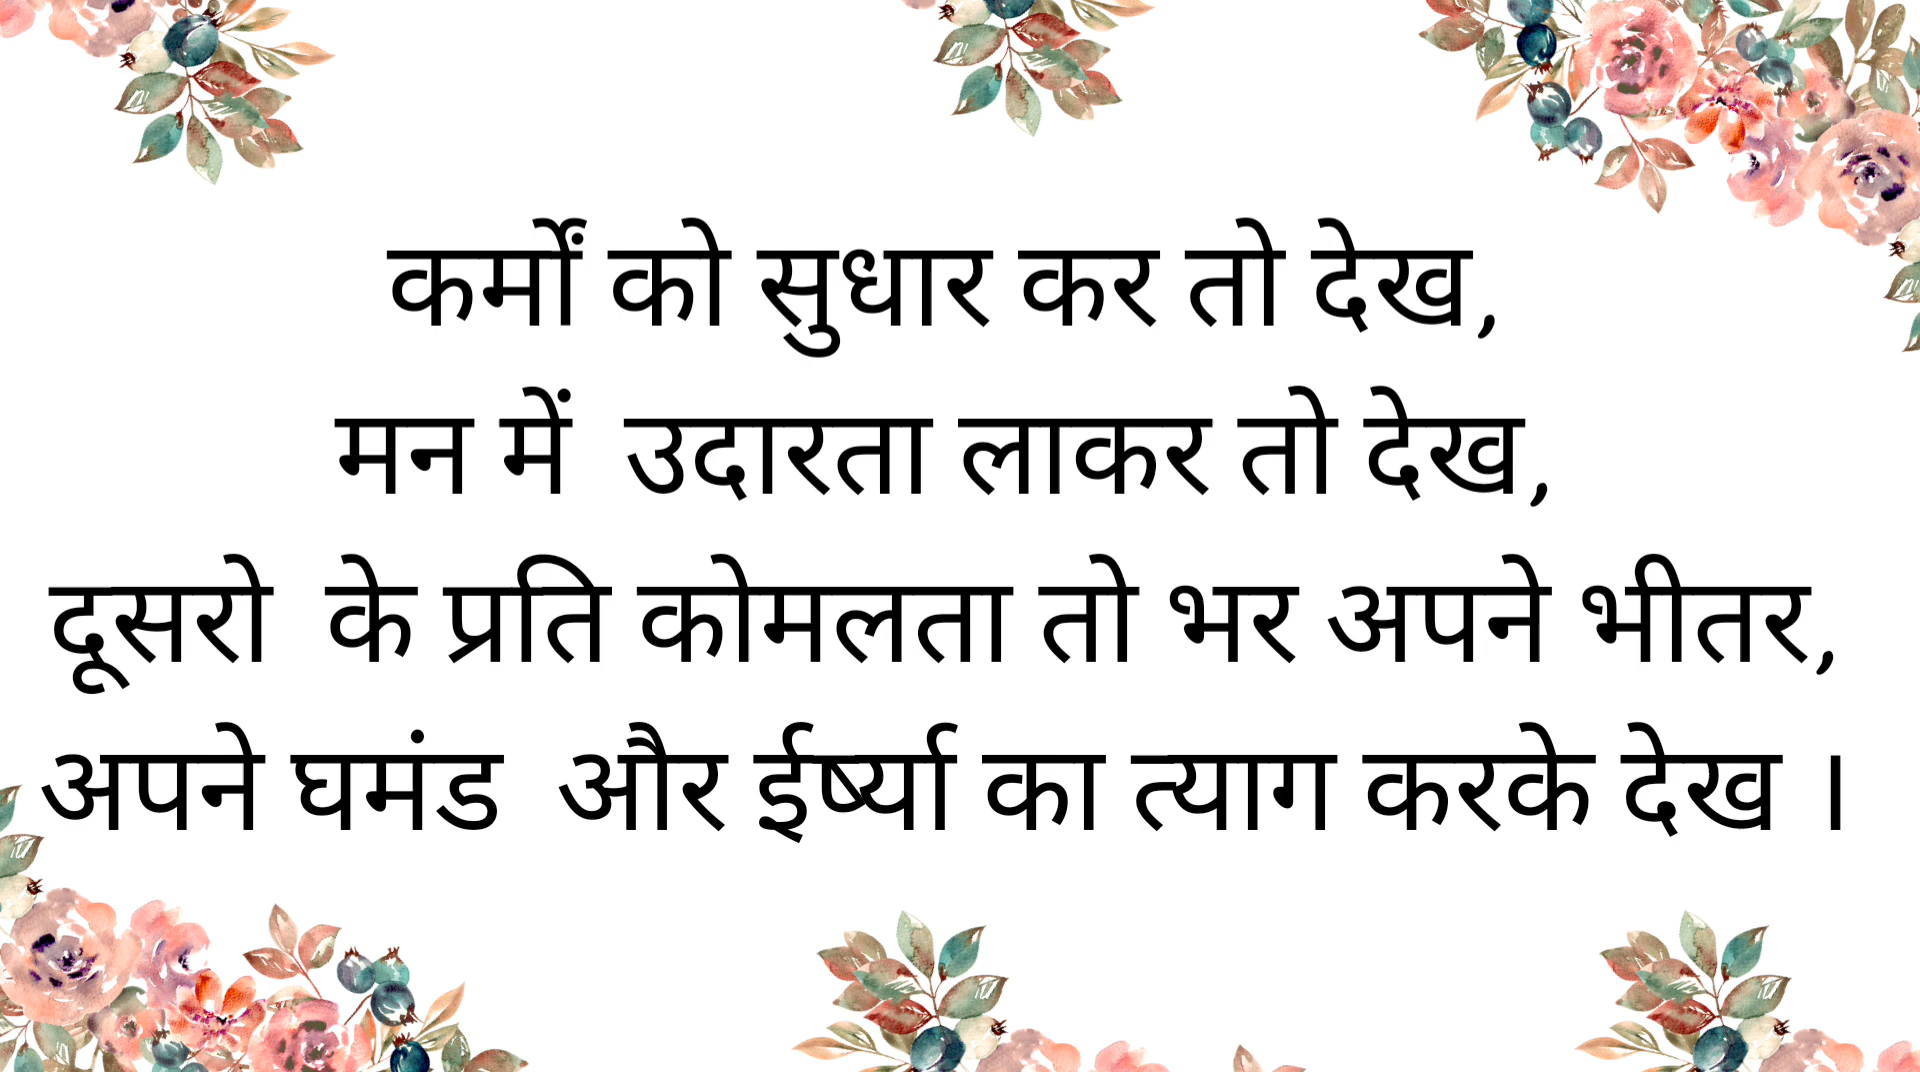 कर्मों को सुधार कर तो देख,
मन में उदारता लाकर तो देख,
दूसरो के प्रति कोमलता तो भर अपने भीतर,
अपने घमंड और ईर्ष्या का त्याग करके देख ।